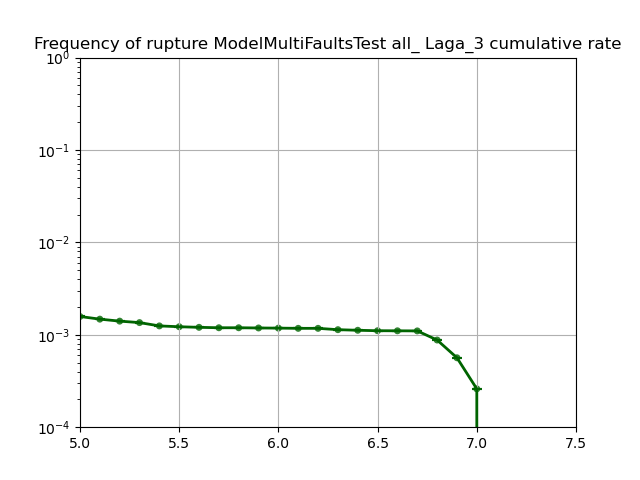 Frequency of rupture ModelMultiFaultsTest all_ Laga_3 cumulative rate
10⁰
10⁻¹
10⁻²
10⁻³
10⁻⁴
5.0 5.5 6.0 6.5 7.0 7.5